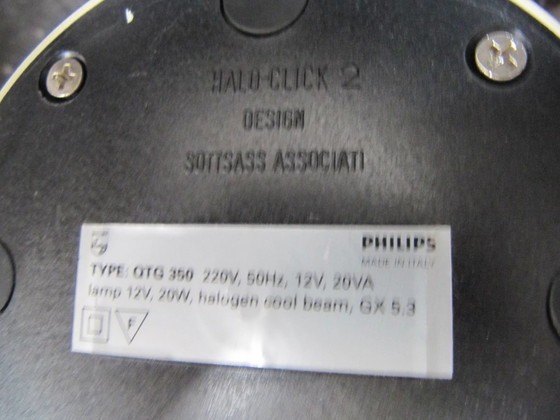 HALO-CLICK 2
DESIGN
SOTTSASS ASSOCIATI
PHILIPS
MADE IN ITALY
TYPE: QTG 350 220V, 50Hz, 12V, 20VA
lamp 12V, 20W, halogen cool beam, GX 5.3
F